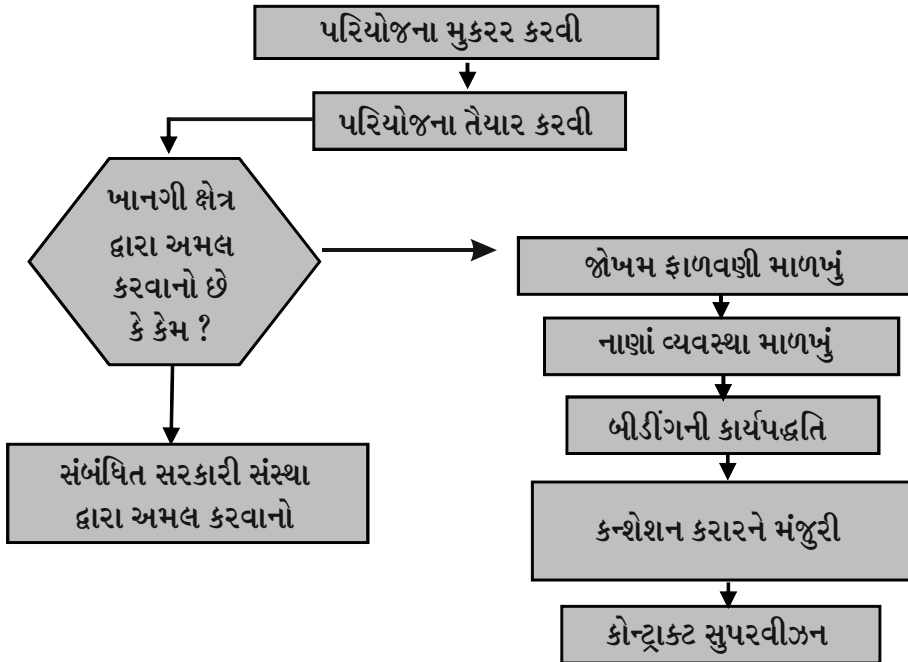 પરિયોજના મુકરર કરવી
પરિયોજના તૈયાર કરવી
ખાનગી ક્ષેત્ર
દ્વારા અમલ
કરવાનો છે
કે કેમ ?
સંબંધિત સરકારી સંસ્થા
દ્વારા અમલ કરવાનો
જોખમ ફાળવણી માળખું
નાણાં વ્યવસ્થા માળખું
બીડીંગની કાર્યપદ્ધતિ
કન્શેશન કરારને મંજુરી
કોન્ટ્રાક્ટ સુપરવીઝન